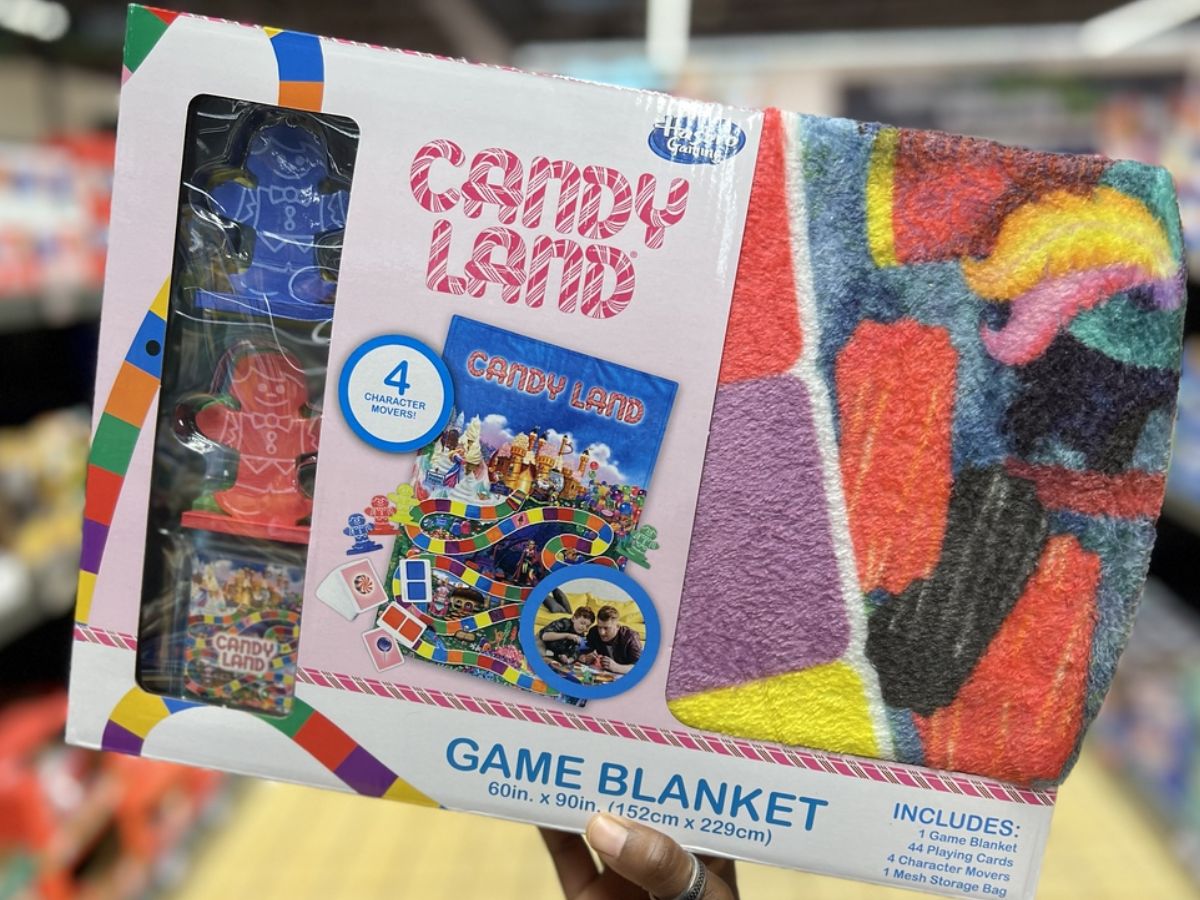 Hasbro
Gaming
CANDY
LAND®
4
CHARACTER
MOVERS!
CANDY LAND
CANDY
LAND
GAME BLANKET
60in. x 90in. (152cm x 229cm)
INCLUDES:
1 Game Blanket
44 Playing Cards
4 Character Movers
1 Mesh Storage Bag